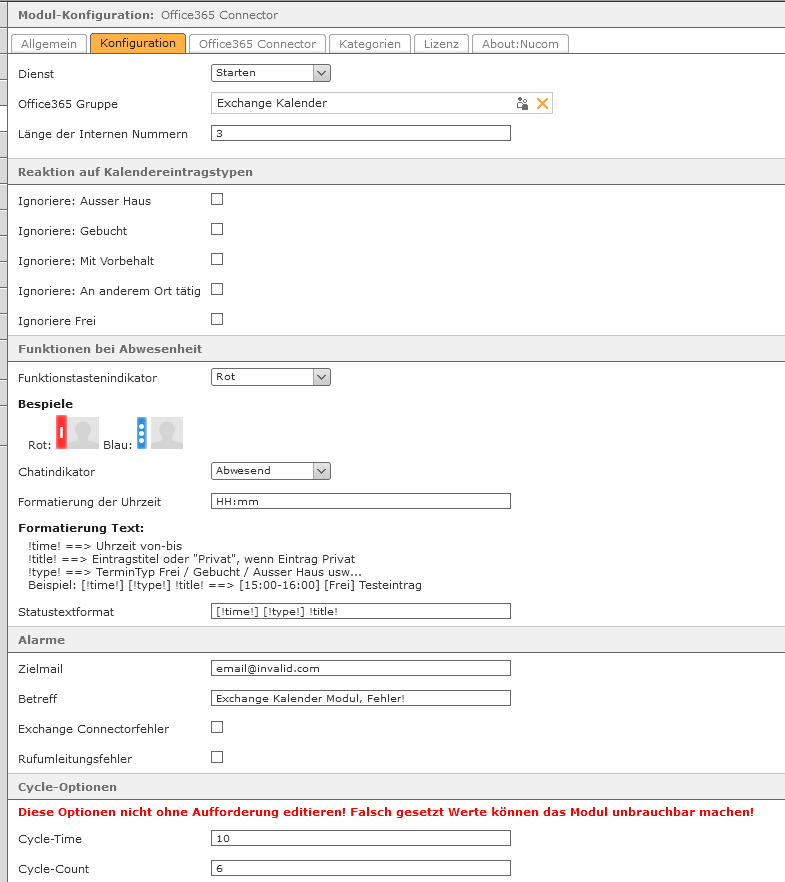 Modul-Konfiguration: Office365 Connector
Allgemein Konfiguration Office365 Connector Kategorien Lizenz About:Nucom
Dienst Starten
Office365 Gruppe Exchange Kalender
Länge der Internen Nummern 3
Reaktion auf Kalendereintragstypen
Ignoriere: Ausser Haus
Ignoriere: Gebucht
Ignoriere: Mit Vorbehalt
Ignoriere: An anderem Ort tätig
Ignoriere Frei
Funktionen bei Abwesenheit
Funktionstastenindikator Rot
Bespiele
Rot: Blau:
Chatindikator Abwesend
Formatierung der Uhrzeit HH:mm
Formatierung Text:
!time! ==> Uhrzeit von-bis
!title! ==> Eintragstitel oder "Privat", wenn Eintrag Privat
!type! ==> TerminTyp Frei / Gebucht / Ausser Haus usw...
Beispiel: [!time!] [!type!] !title! ==> [15:00-16:00] [Frei] Testeintrag
Statustextformat [!time!] [!type!] !title!
Alarme
Zielmail email@invalid.com
Betreff Exchange Kalender Modul, Fehler!
Exchange Connectorfehler
Rufumleitungsfehler
Cycle-Optionen
Diese Optionen nicht ohne Aufforderung editieren! Falsch gesetzt Werte können das Modul unbrauchbar machen!
Cycle-Time 10
Cycle-Count 6